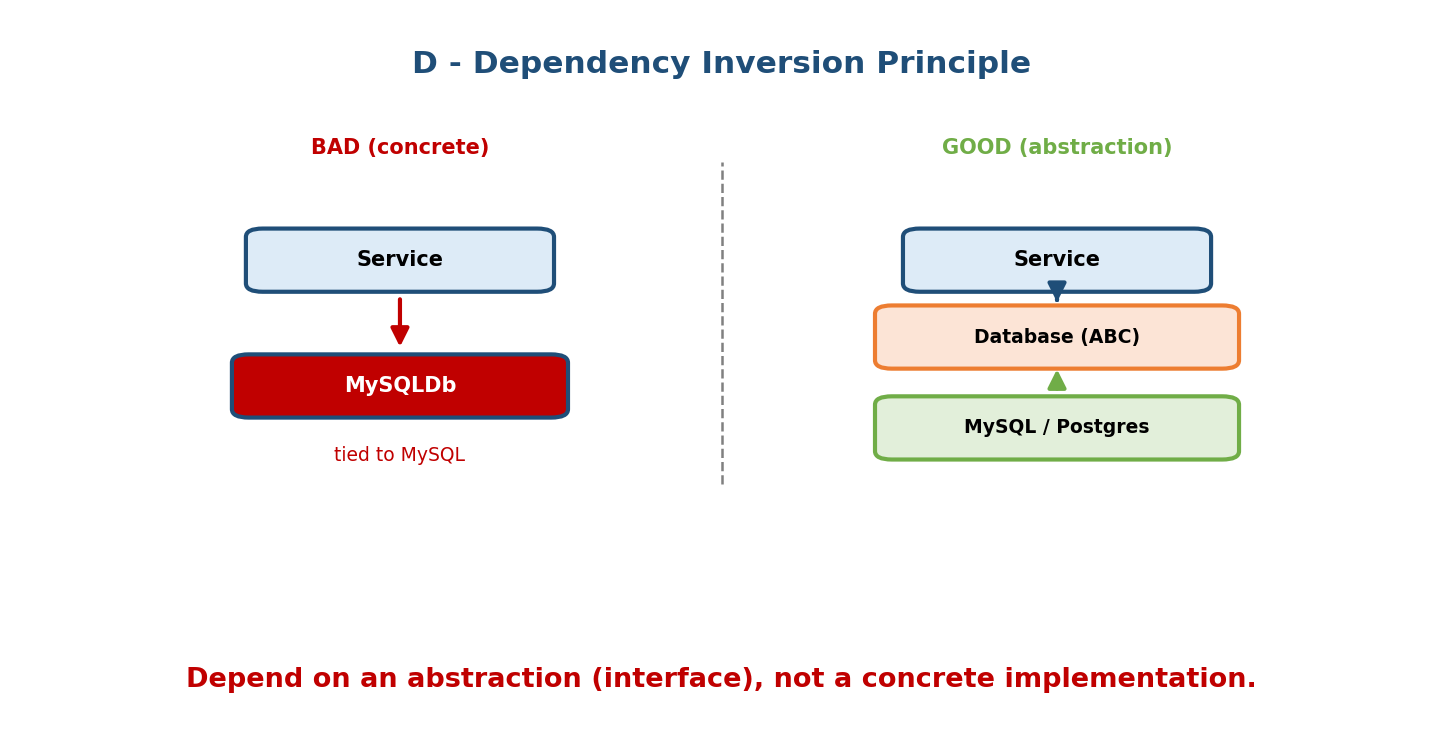 D - Dependency Inversion Principle
BAD (concrete)
Service
MySQLDb
tied to MySQL
GOOD (abstraction)
Service
Database (ABC)
MySQL / Postgres
Depend on an abstraction (interface), not a concrete implementation.